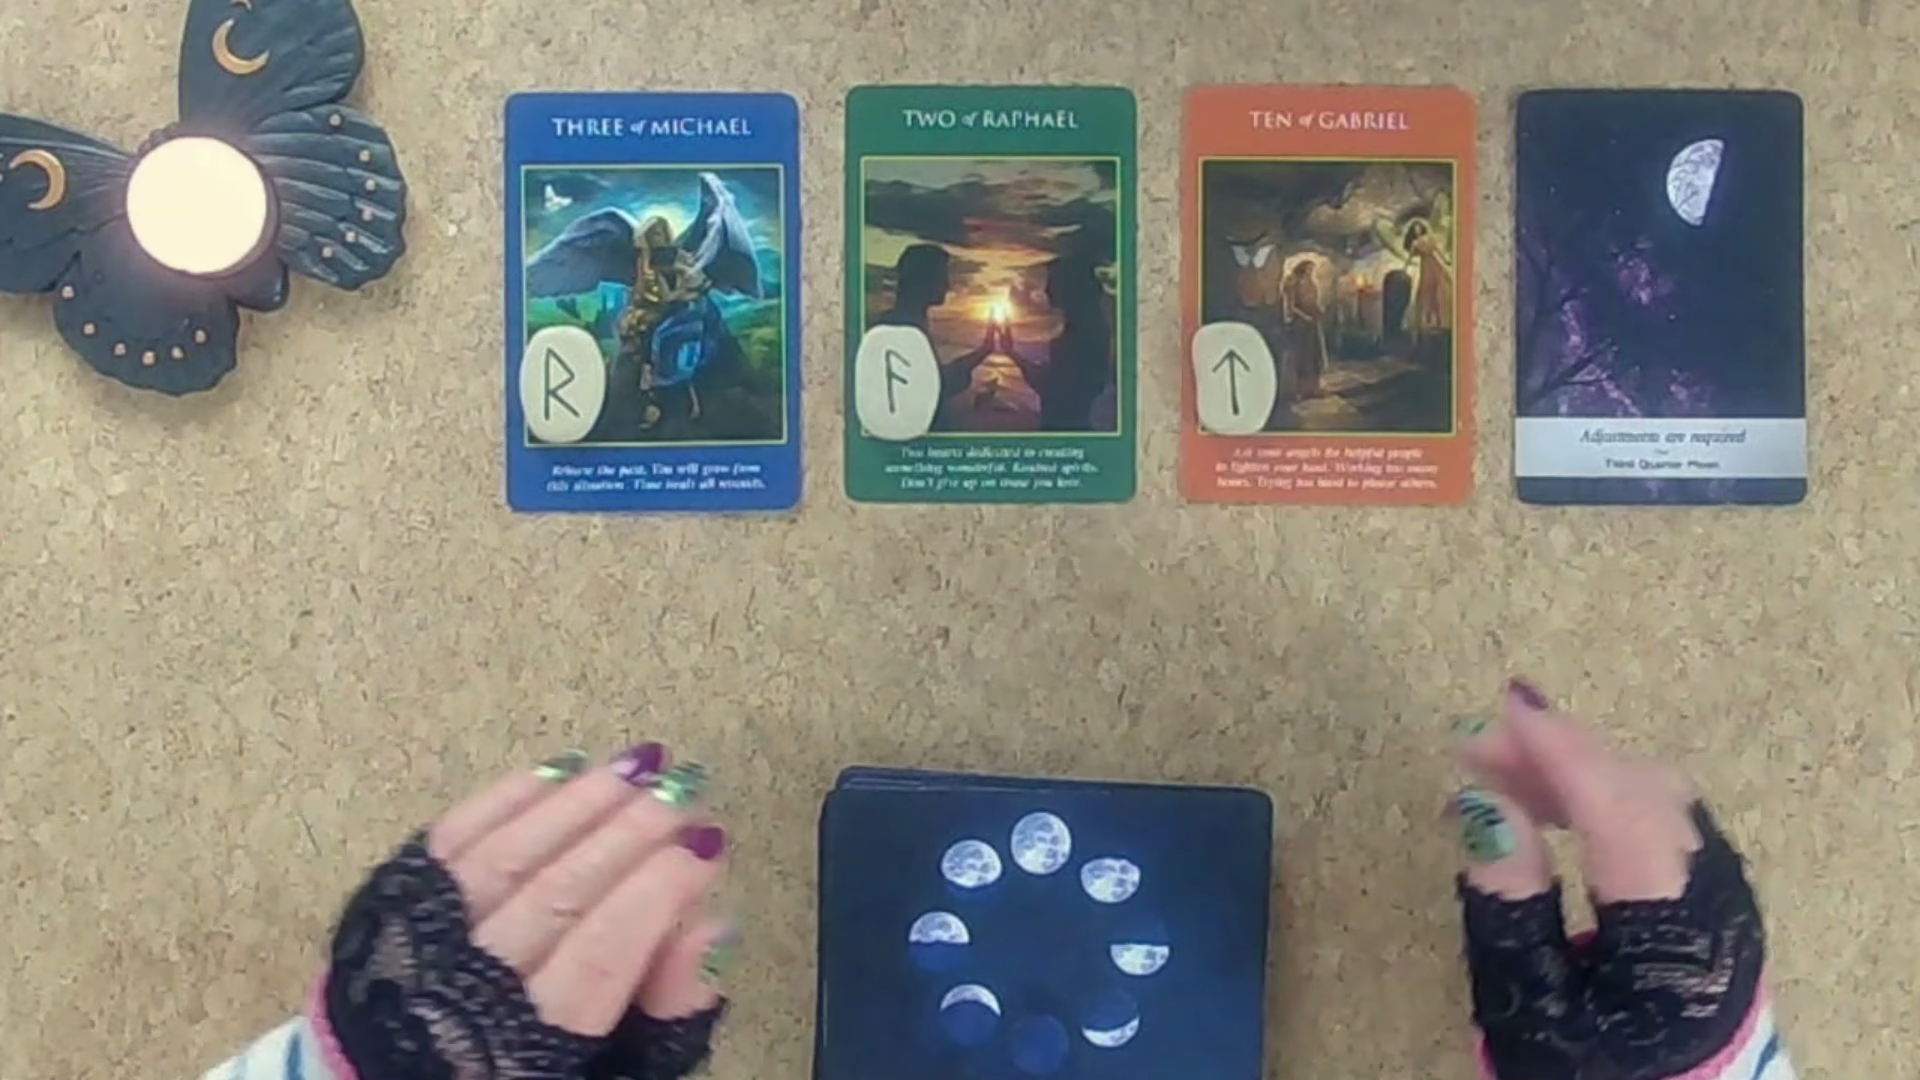 THREE of MICHAEL
Release the past. You will grow from
this situation. Time heals all wounds.
TWO of RAPHAEL
Two hearts dedicated to creating
something wonderful. Kindred spirits.
Don't give up on those you love.
TEN of GABRIEL
Ask your angels for helpful people
to lighten your load. Working too many
hours. Trying too hard to please others.
Adjustments are required
Third Quarter Moon
ᚱ
ᚨ
ᛏ